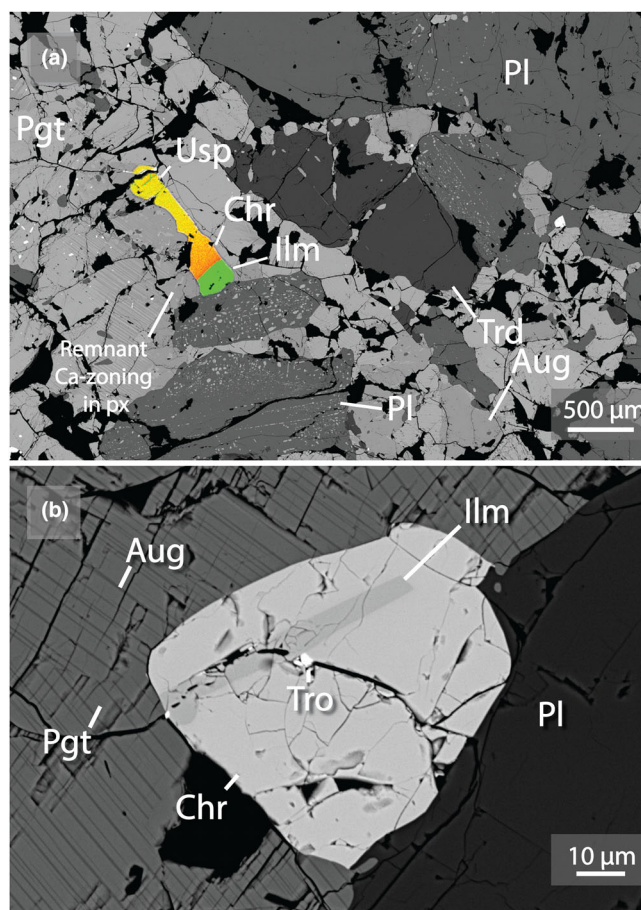 (a)
Pl
Pgt
Usp
Chr
Ilm
Remnant
Ca-zoning
in px
Trd
Aug
Pl
500 µm
(b)
Ilm
Aug
Tro
Pl
Pgt
Chr
10 µm